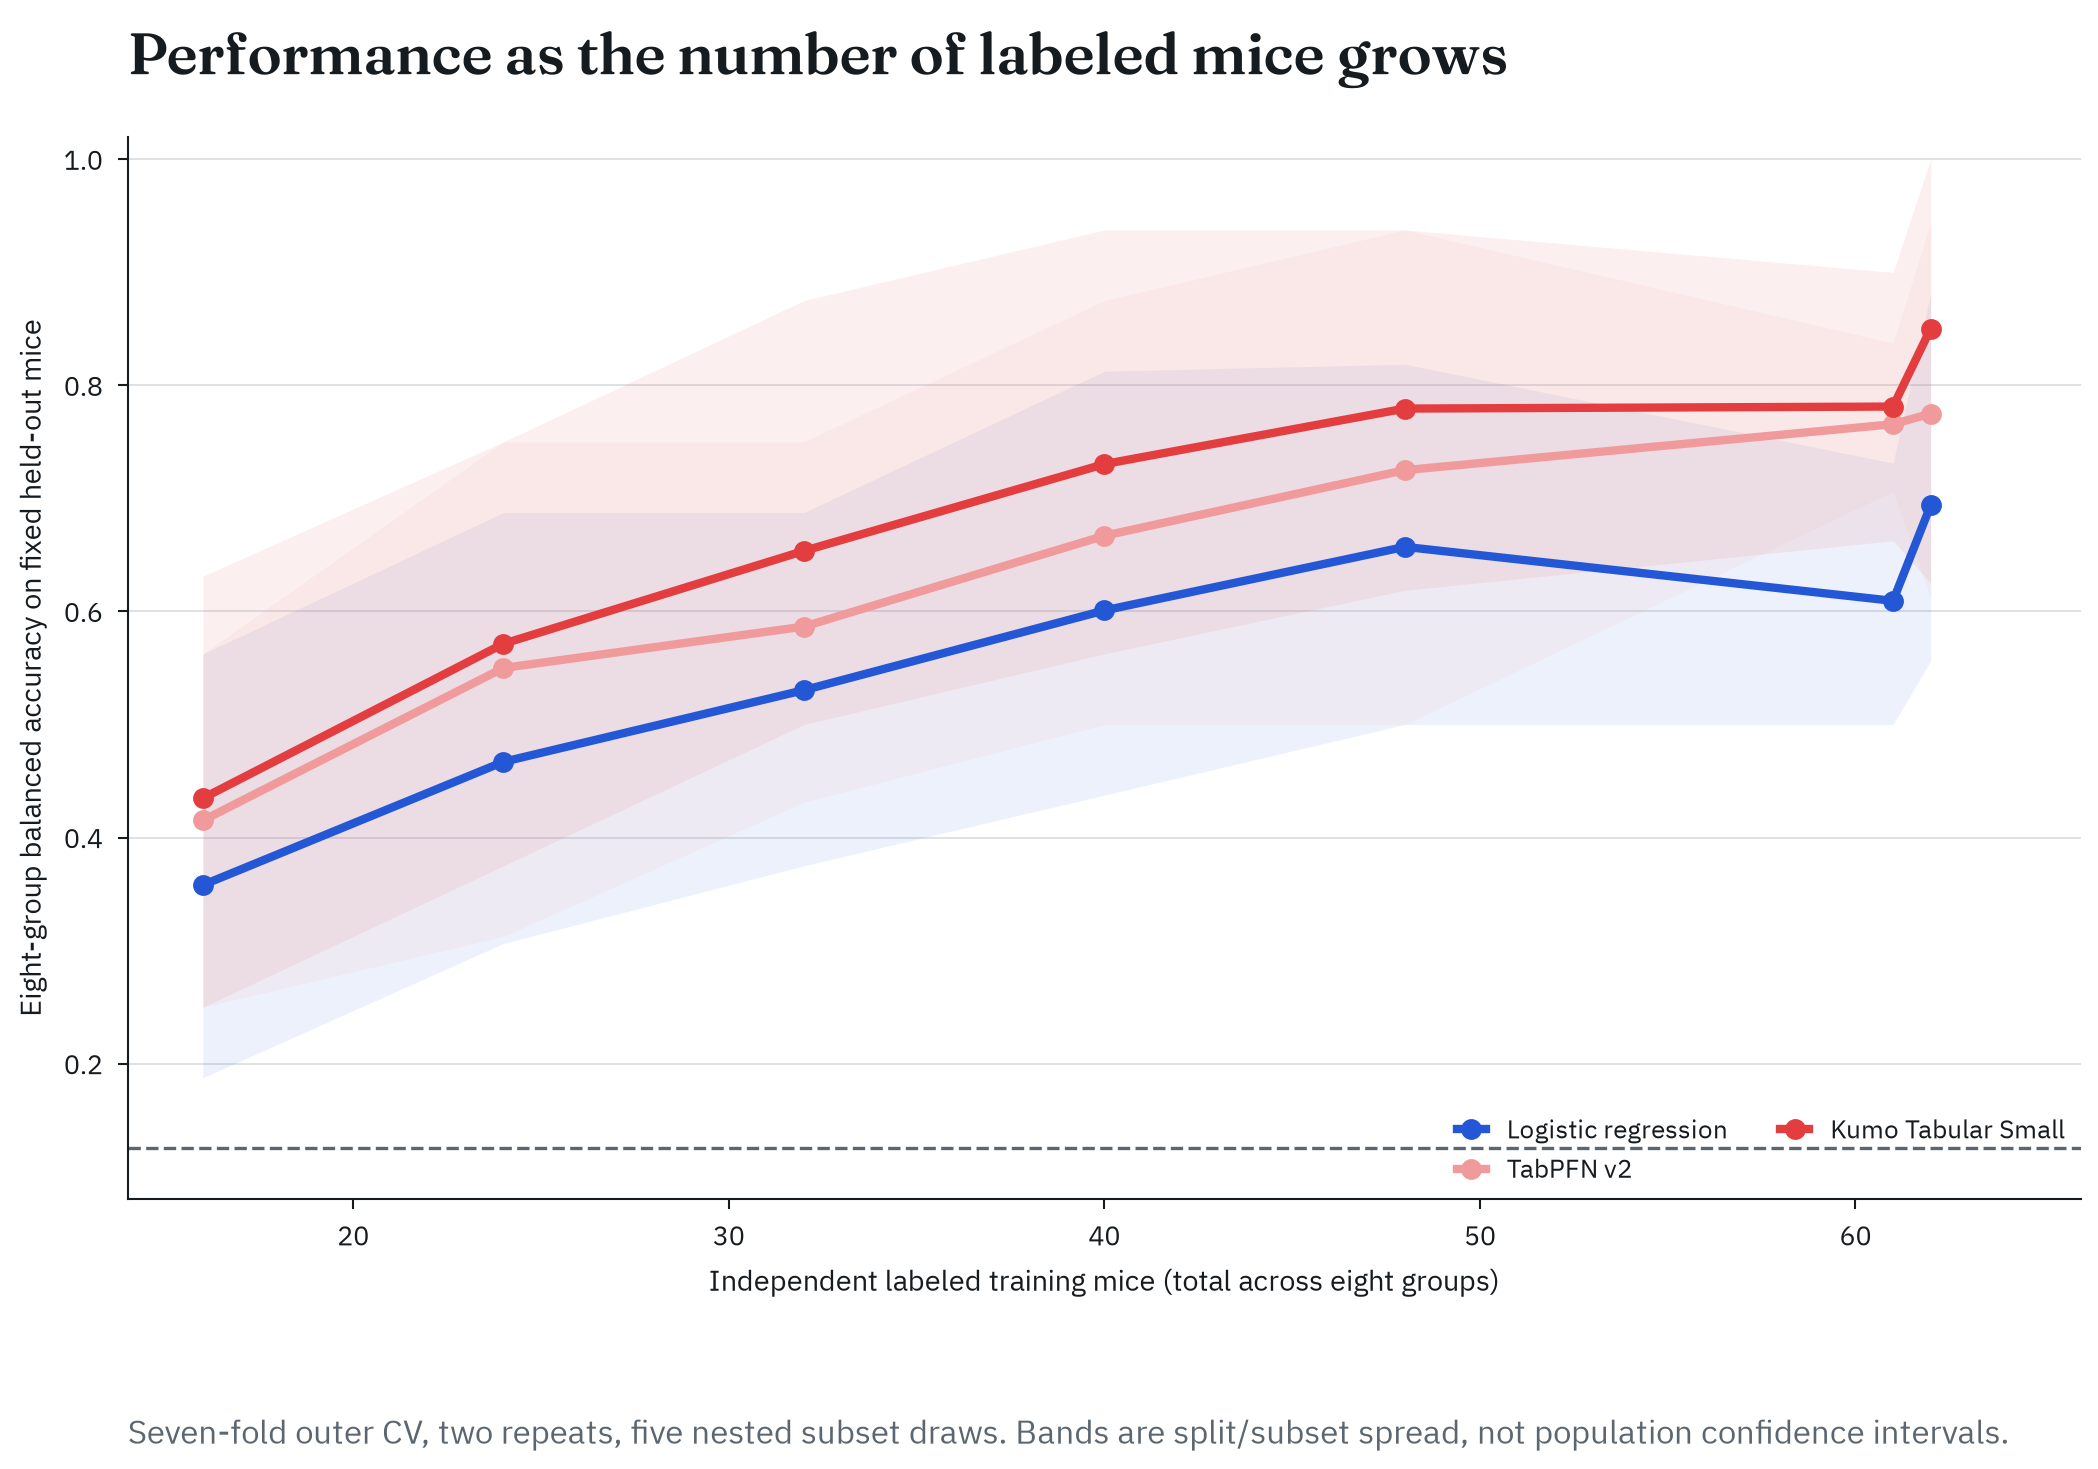 Performance as the number of labeled mice grows
Eight-group balanced accuracy on fixed held-out mice
1.0
0.8
0.6
0.4
0.2
Logistic regression
Kumo Tabular Small
TabPFN v2
20
30
40
50
60
Independent labeled training mice (total across eight groups)
Seven-fold outer CV, two repeats, five nested subset draws. Bands are split/subset spread, not population confidence intervals.